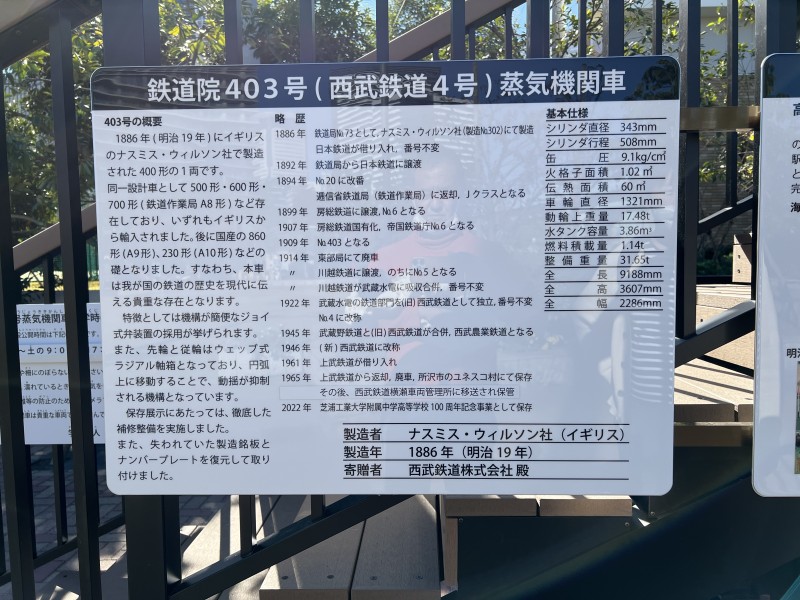 鉄道院403号(西武鉄道4号)蒸気機関車
403号の概要
1886年(明治19年)にイギリス
のナスミス・ウィルソン社で製造
された400形の1両です。
同一設計車として500形・600形・
700形(鉄道作業局A8形)など存
在しており、いずれもイギリスか
ら輸入されました。後に国産の860
形(A9形)、230形(A10形)などの
礎となりました。すなわち、本車
は我が国の鉄道の歴史を現代に伝
える貴重な存在となります。
特徴としては機構が簡便なジョイ
式弁装置の採用が挙げられます。
また、先輪と従輪はウェッブ式
ラジアル軸箱となっており、円弧
上に移動することで、動揺が抑制
される機構となっています。
保存展示にあたっては、徹底した
補修整備を実施しました。
また、失われていた製造銘板と
ナンバープレートを復元して取り
付けました。
略 歴
1886年 鉄道局№73として、ナスミス・ウィルソン社(製造№302)にて製造
日本鉄道が借り入れ、番号不変
1892年 鉄道局から日本鉄道に譲渡
1894年 №20に改番
逓信省鉄道局(鉄道作業局)に返却、Jクラスとなる
1899年 房総鉄道に譲渡、№6となる
1907年 房総鉄道国有化、帝国鉄道庁№6となる
1909年 №403となる
1914年 東部局にて廃車
〃 川越鉄道に譲渡、のちに№5となる
〃 川越鉄道が武蔵水電に吸収合併、番号不変
1922年 武蔵水電の鉄道部門を(旧)西武鉄道として独立、番号不変
№4に改称
1945年 武蔵野鉄道と(旧)西武鉄道が合併、西武農業鉄道となる
1946年 (新)西武鉄道に改称
1961年 上武鉄道が借り入れ
1965年 上武鉄道から返却、廃車、所沢市のユネスコ村にて保存
その後、西武鉄道横瀬車両管理所に移送され保管
2022年 芝浦工業大学附属中学高等学校100周年記念事業として保存
基本仕様
シリンダ直径 343mm
シリンダ行程 508mm
缶圧 9.1kg/c㎡
火格子面積 1.02㎡
伝熱面積 60㎡
車輪直径 1321mm
動輪上重量 17.48t
水タンク容量 3.86m³
燃料積載量 1.14t
整備重量 31.65t
全長 9188mm
全高 3607mm
全幅 2286mm
製造者 ナスミス・ウィルソン社(イギリス)
製造年 1886年(明治19年)
寄贈者 西武鉄道株式会社 殿